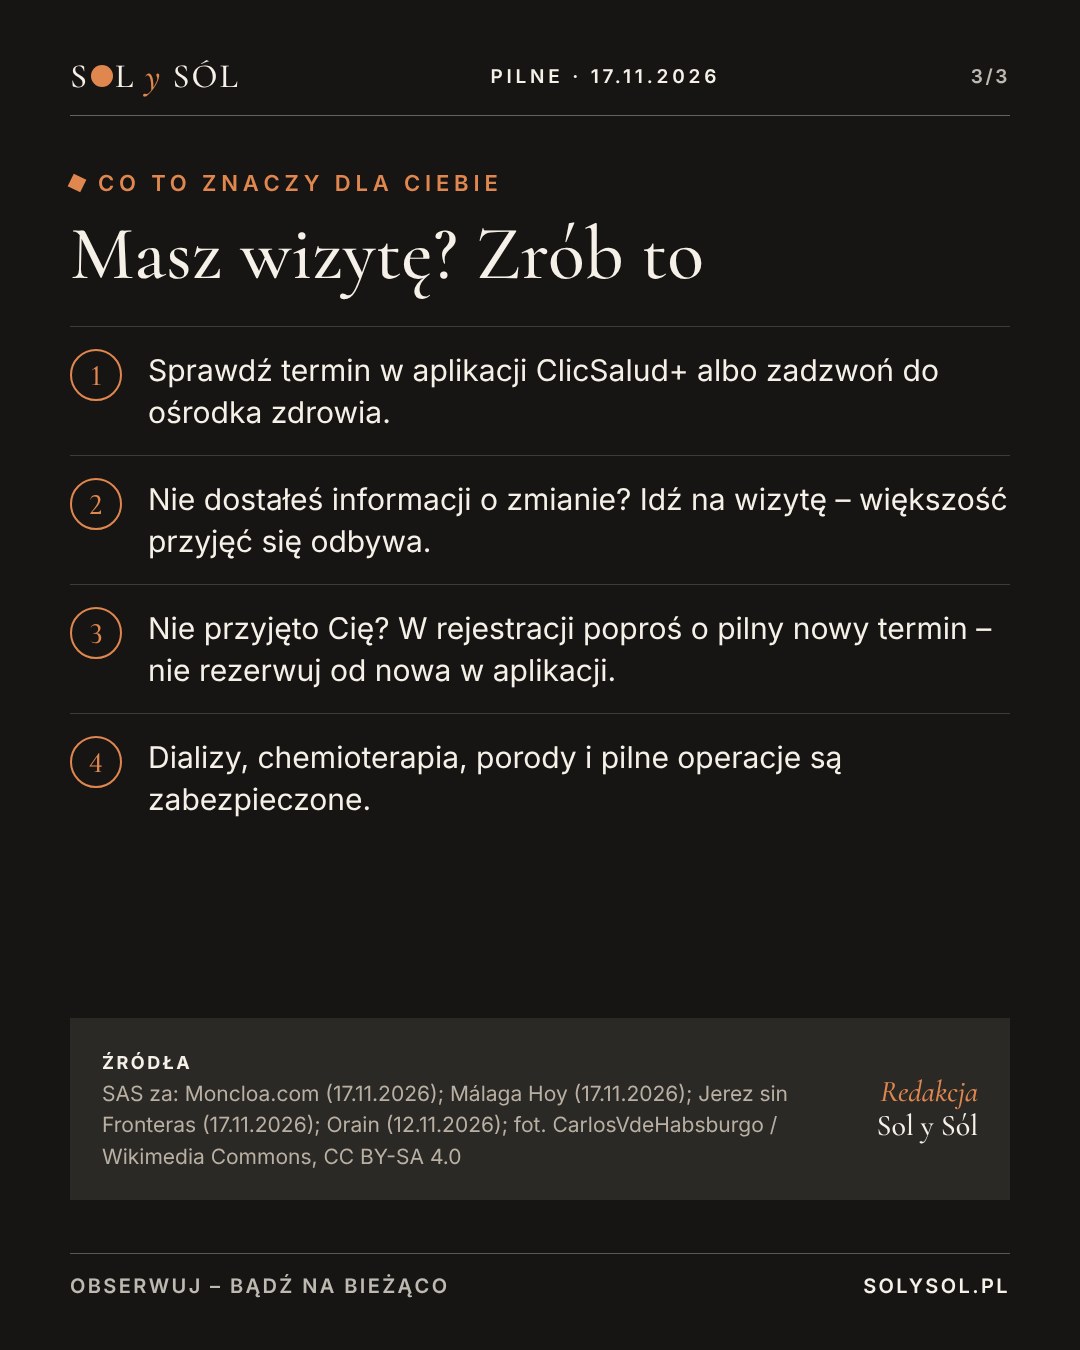 SOL y SÓL
PILNE · 17.11.2026
3/3
CO TO ZNACZY DLA CIEBIE
Masz wizytę? Zrób to
1
Sprawdź termin w aplikacji ClicSalud+ albo zadzwoń do
ośrodka zdrowia.
2
Nie dostałeś informacji o zmianie? Idź na wizytę – większość
przyjęć się odbywa.
3
Nie przyjęto Cię? W rejestracji poproś o pilny nowy termin –
nie rezerwuj od nowa w aplikacji.
4
Dializy, chemioterapia, porody i pilne operacje są
zabezpieczone.
ŹRÓDŁA
SAS za: Moncloa.com (17.11.2026); Málaga Hoy (17.11.2026); Jerez sin
Fronteras (17.11.2026); Orain (12.11.2026); fot. CarlosVdeHabsburgo /
Wikimedia Commons, CC BY-SA 4.0
Redakcja
Sol y Sól
OBSERWUJ – BĄDŹ NA BIEŻĄCO
SOLYSOL.PL